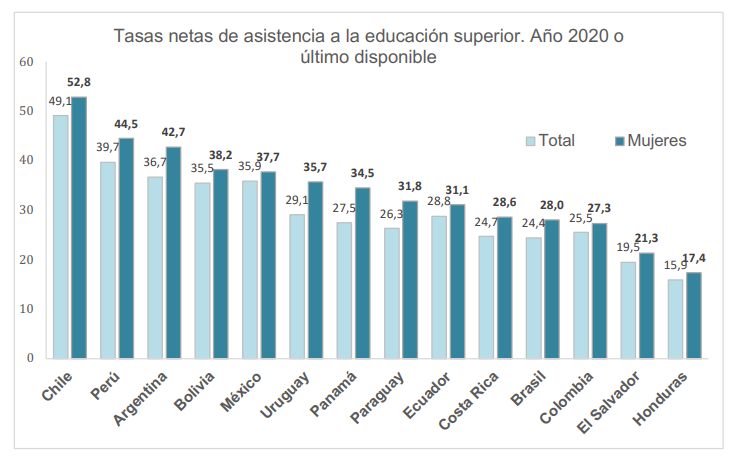 Tasas netas de asistencia a la educación superior. Año 2020 o
último disponible
60
50
40
30
20
10
0
Total
Mujeres
49,1
52,8
39,7
44,5
36,7
42,7
35,5
38,2
35,9
37,7
29,1
35,7
27,5
34,5
26,3
31,8
28,8
31,1
24,7
28,6
24,4
28,0
25,5
27,3
19,5
21,3
15,9
17,4
Chile
Perú
Argentina
Bolivia
México
Uruguay
Panamá
Paraguay
Ecuador
Costa Rica
Brasil
Colombia
El Salvador
Honduras